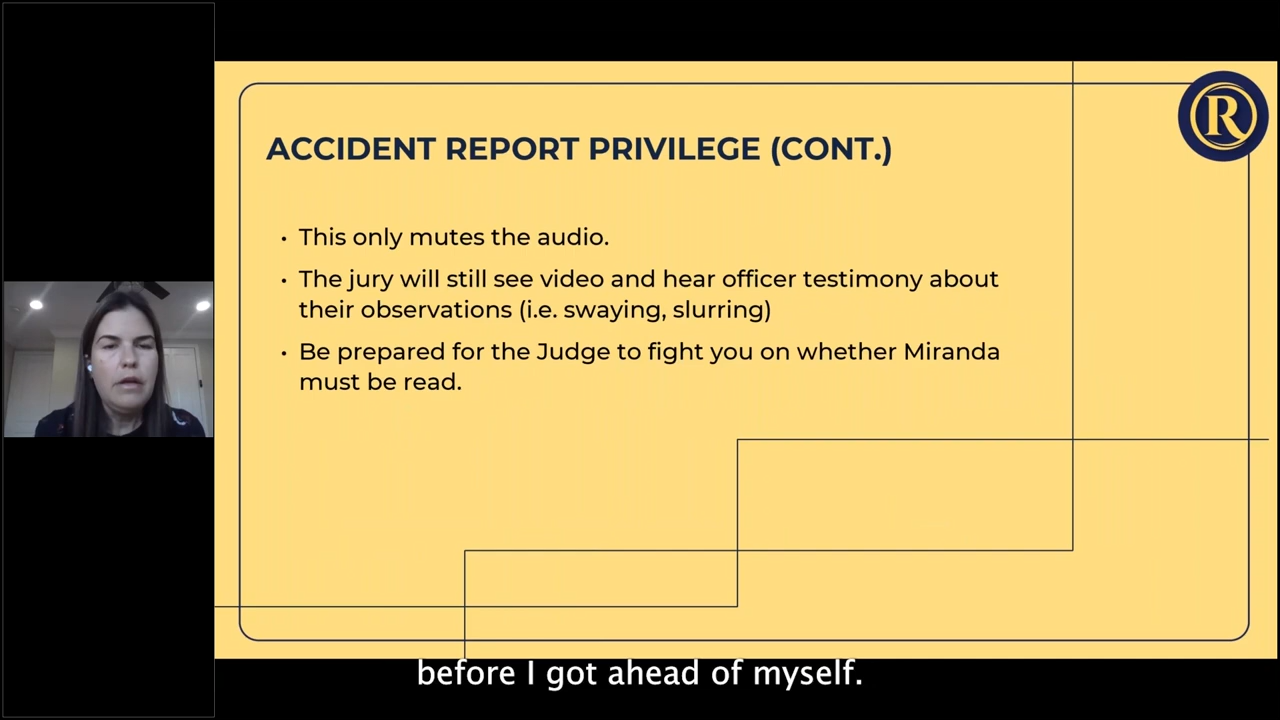 R
ACCIDENT REPORT PRIVILEGE (CONT.)
• This only mutes the audio.
• The jury will still see video and hear officer testimony about
their observations (i.e. swaying, slurring)
• Be prepared for the Judge to fight you on whether Miranda
must be read.
before I got ahead of myself.